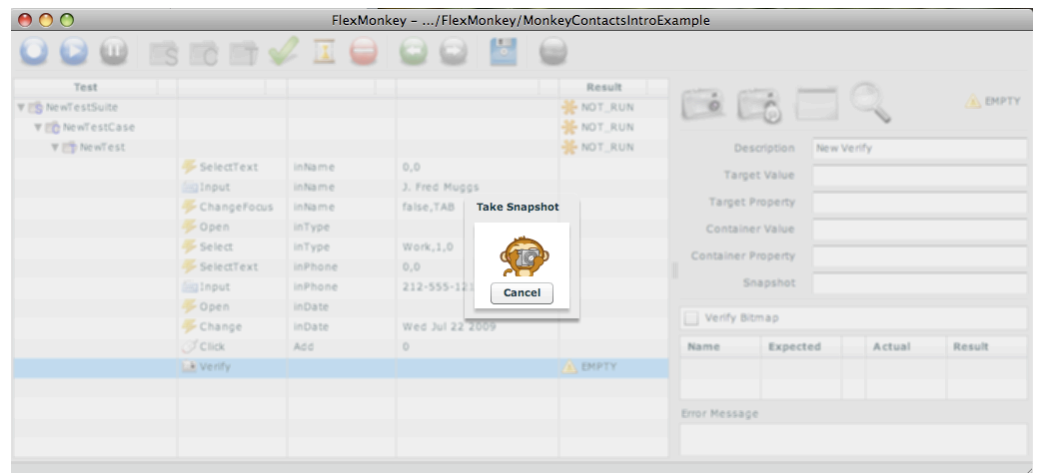 FlexMonkey – .../FlexMonkey/MonkeyContactsIntroExample
S C T
Test Result
NewTestSuite NOT_RUN
NewTestCase NOT_RUN
NewTest NOT_RUN
SelectText inName 0,0
Input inName J. Fred Muggs
ChangeFocus inName false,TAB
Open inType
Select inType Work,1,0
SelectText inPhone 0,0
Input inPhone 212-555-121
Open inDate
Change inDate Wed Jul 22 2009
Click Add 0
Verify EMPTY
Take Snapshot
Cancel
EMPTY
Description New Verify
Target Value
Target Property
Container Value
Container Property
Snapshot
Verify Bitmap
Name Expected Actual Result
Error Message